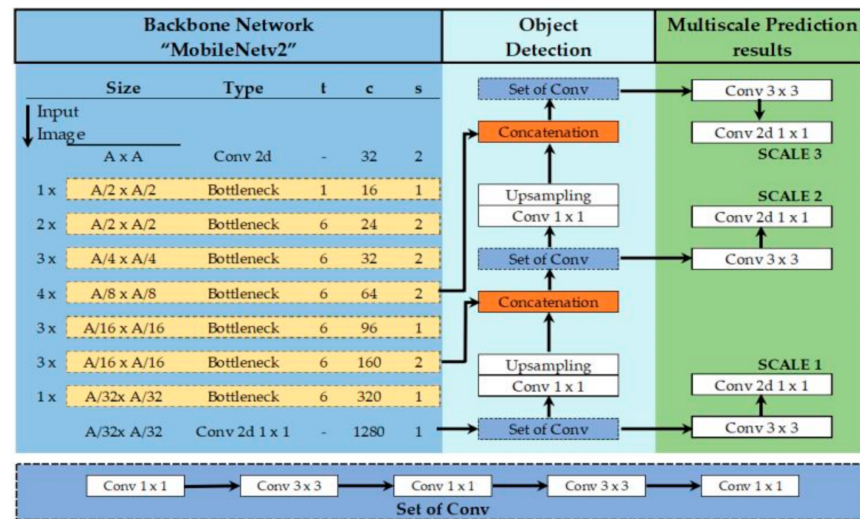 Backbone Network
"MobileNetv2"
Object
Detection
Multiscale Prediction
results
Size Type t c s
Input
Image
A x A Conv 2d - 32 2
1 x A/2 x A/2 Bottleneck 1 16 1
2 x A/2 x A/2 Bottleneck 6 24 2
3 x A/4 x A/4 Bottleneck 6 32 2
4 x A/8 x A/8 Bottleneck 6 64 2
3 x A/16 x A/16 Bottleneck 6 96 1
3 x A/16 x A/16 Bottleneck 6 160 2
1 x A/32x A/32 Bottleneck 6 320 1
A/32x A/32 Conv 2d 1 x 1 - 1280 1
Set of Conv
Concatenation
Upsampling
Conv 1 x 1
Set of Conv
Concatenation
Upsampling
Conv 1 x 1
Set of Conv
Conv 3 x 3
Conv 2d 1 x 1
SCALE 3
SCALE 2
Conv 2d 1 x 1
Conv 3 x 3
SCALE 1
Conv 2d 1 x 1
Conv 3 x 3
Conv 1 x 1 Conv 3 x 3 Conv 1 x 1 Conv 3 x 3 Conv 1 x 1
Set of Conv